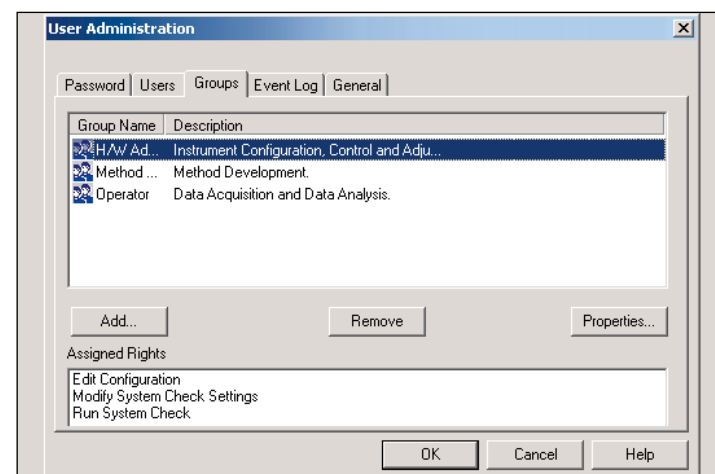 User Administration
Password Users Groups Event Log General
Group Name Description
H/W Ad... Instrument Configuration, Control and Adju...
Method ... Method Development.
Operator Data Acquisition and Data Analysis.
Add... Remove Properties...
Assigned Rights
Edit Configuration
Modify System Check Settings
Run System Check
OK Cancel Help